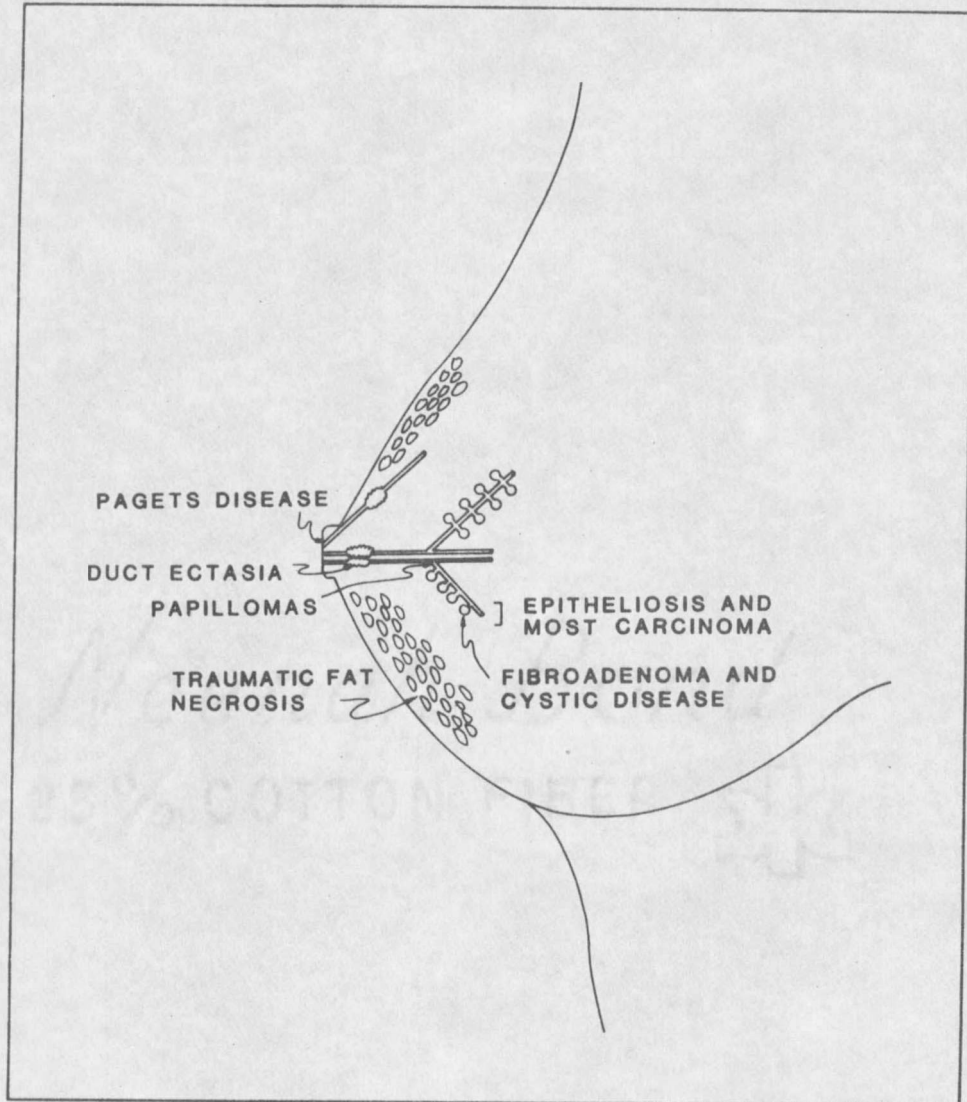 PAGETS DISEASE
DUCT ECTASIA
PAPILLOMAS
EPITHELIOSIS AND
MOST CARCINOMA
TRAUMATIC FAT
NECROSIS
FIBROADENOMA AND
CYSTIC DISEASE